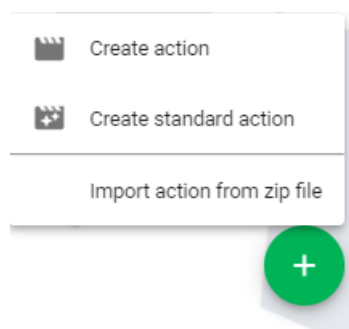 Create action
Create standard action
Import action from zip file